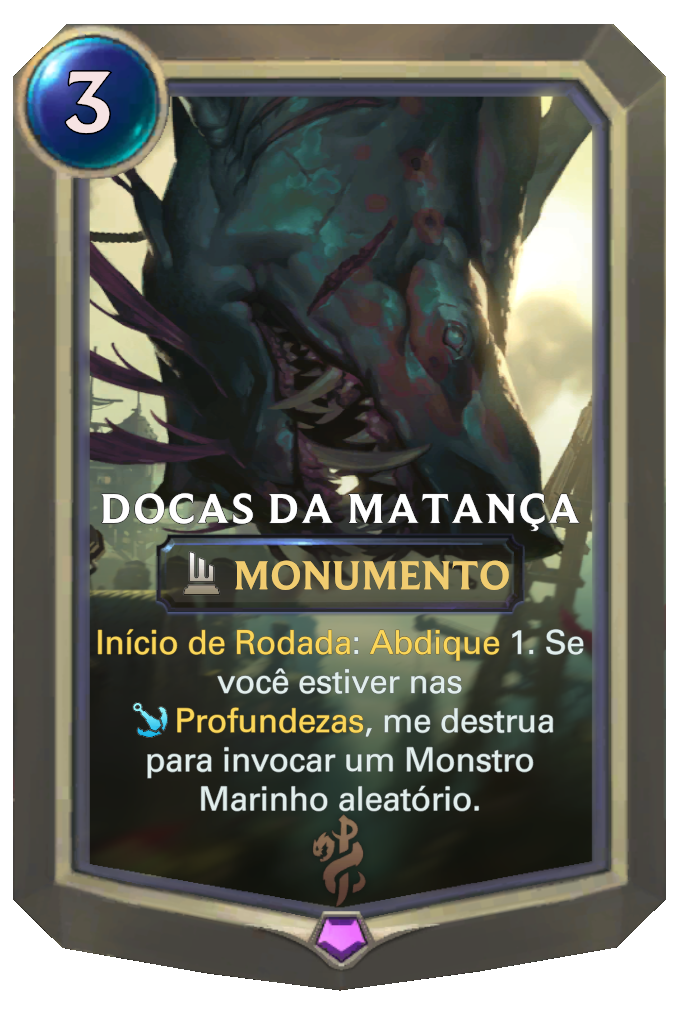 3
DOCAS DA MATANÇA
MONUMENTO
Início de Rodada: Abdique 1. Se
você estiver nas
Profundezas, me destrua
para invocar um Monstro
Marinho aleatório.